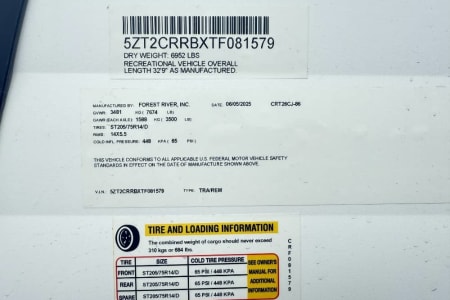 5ZT2CRRBXTF081579
DRY WEIGHT: 6952 LBS
RECREATIONAL VEHICLE OVERALL
LENGTH 32'9" AS MANUFACTURED.
MANUFACTURED BY: FOREST RIVER, INC. DATE: 06/05/2025 CRT26CJ-86
GVWR: 3481 KG ( 7674 LB )
GAWR (EACH AXLE): 1588 KG ( 3500 LB )
TIRES: ST205/75R14/D
RIMS: 14X5.5
COLD INFL. PRESSURE: 448 KPA ( 65 PSI )
THIS VEHICLE CONFORMS TO ALL APPLICABLE U.S. FEDERAL MOTOR VEHICLE SAFETY
STANDARDS IN EFFECT ON THE DATE OF MANUFACTURE SHOWN ABOVE.
V.I.N.: 5ZT2CRRBXTF081579 TYPE: TRA/REM
TIRE AND LOADING INFORMATION
The combined weight of cargo should never exceed
310 kgs or 684 lbs.
TIRE SIZE COLD TIRE PRESSURE
FRONT ST205/75R14/D 65 PSI / 448 KPA
REAR ST205/75R14/D 65 PSI / 448 KPA
SPARE ST205/75R14/D 65 PSI / 448 KPA
SEE OWNER'S
MANUAL FOR
ADDITIONAL
INFORMATION
CRF081579